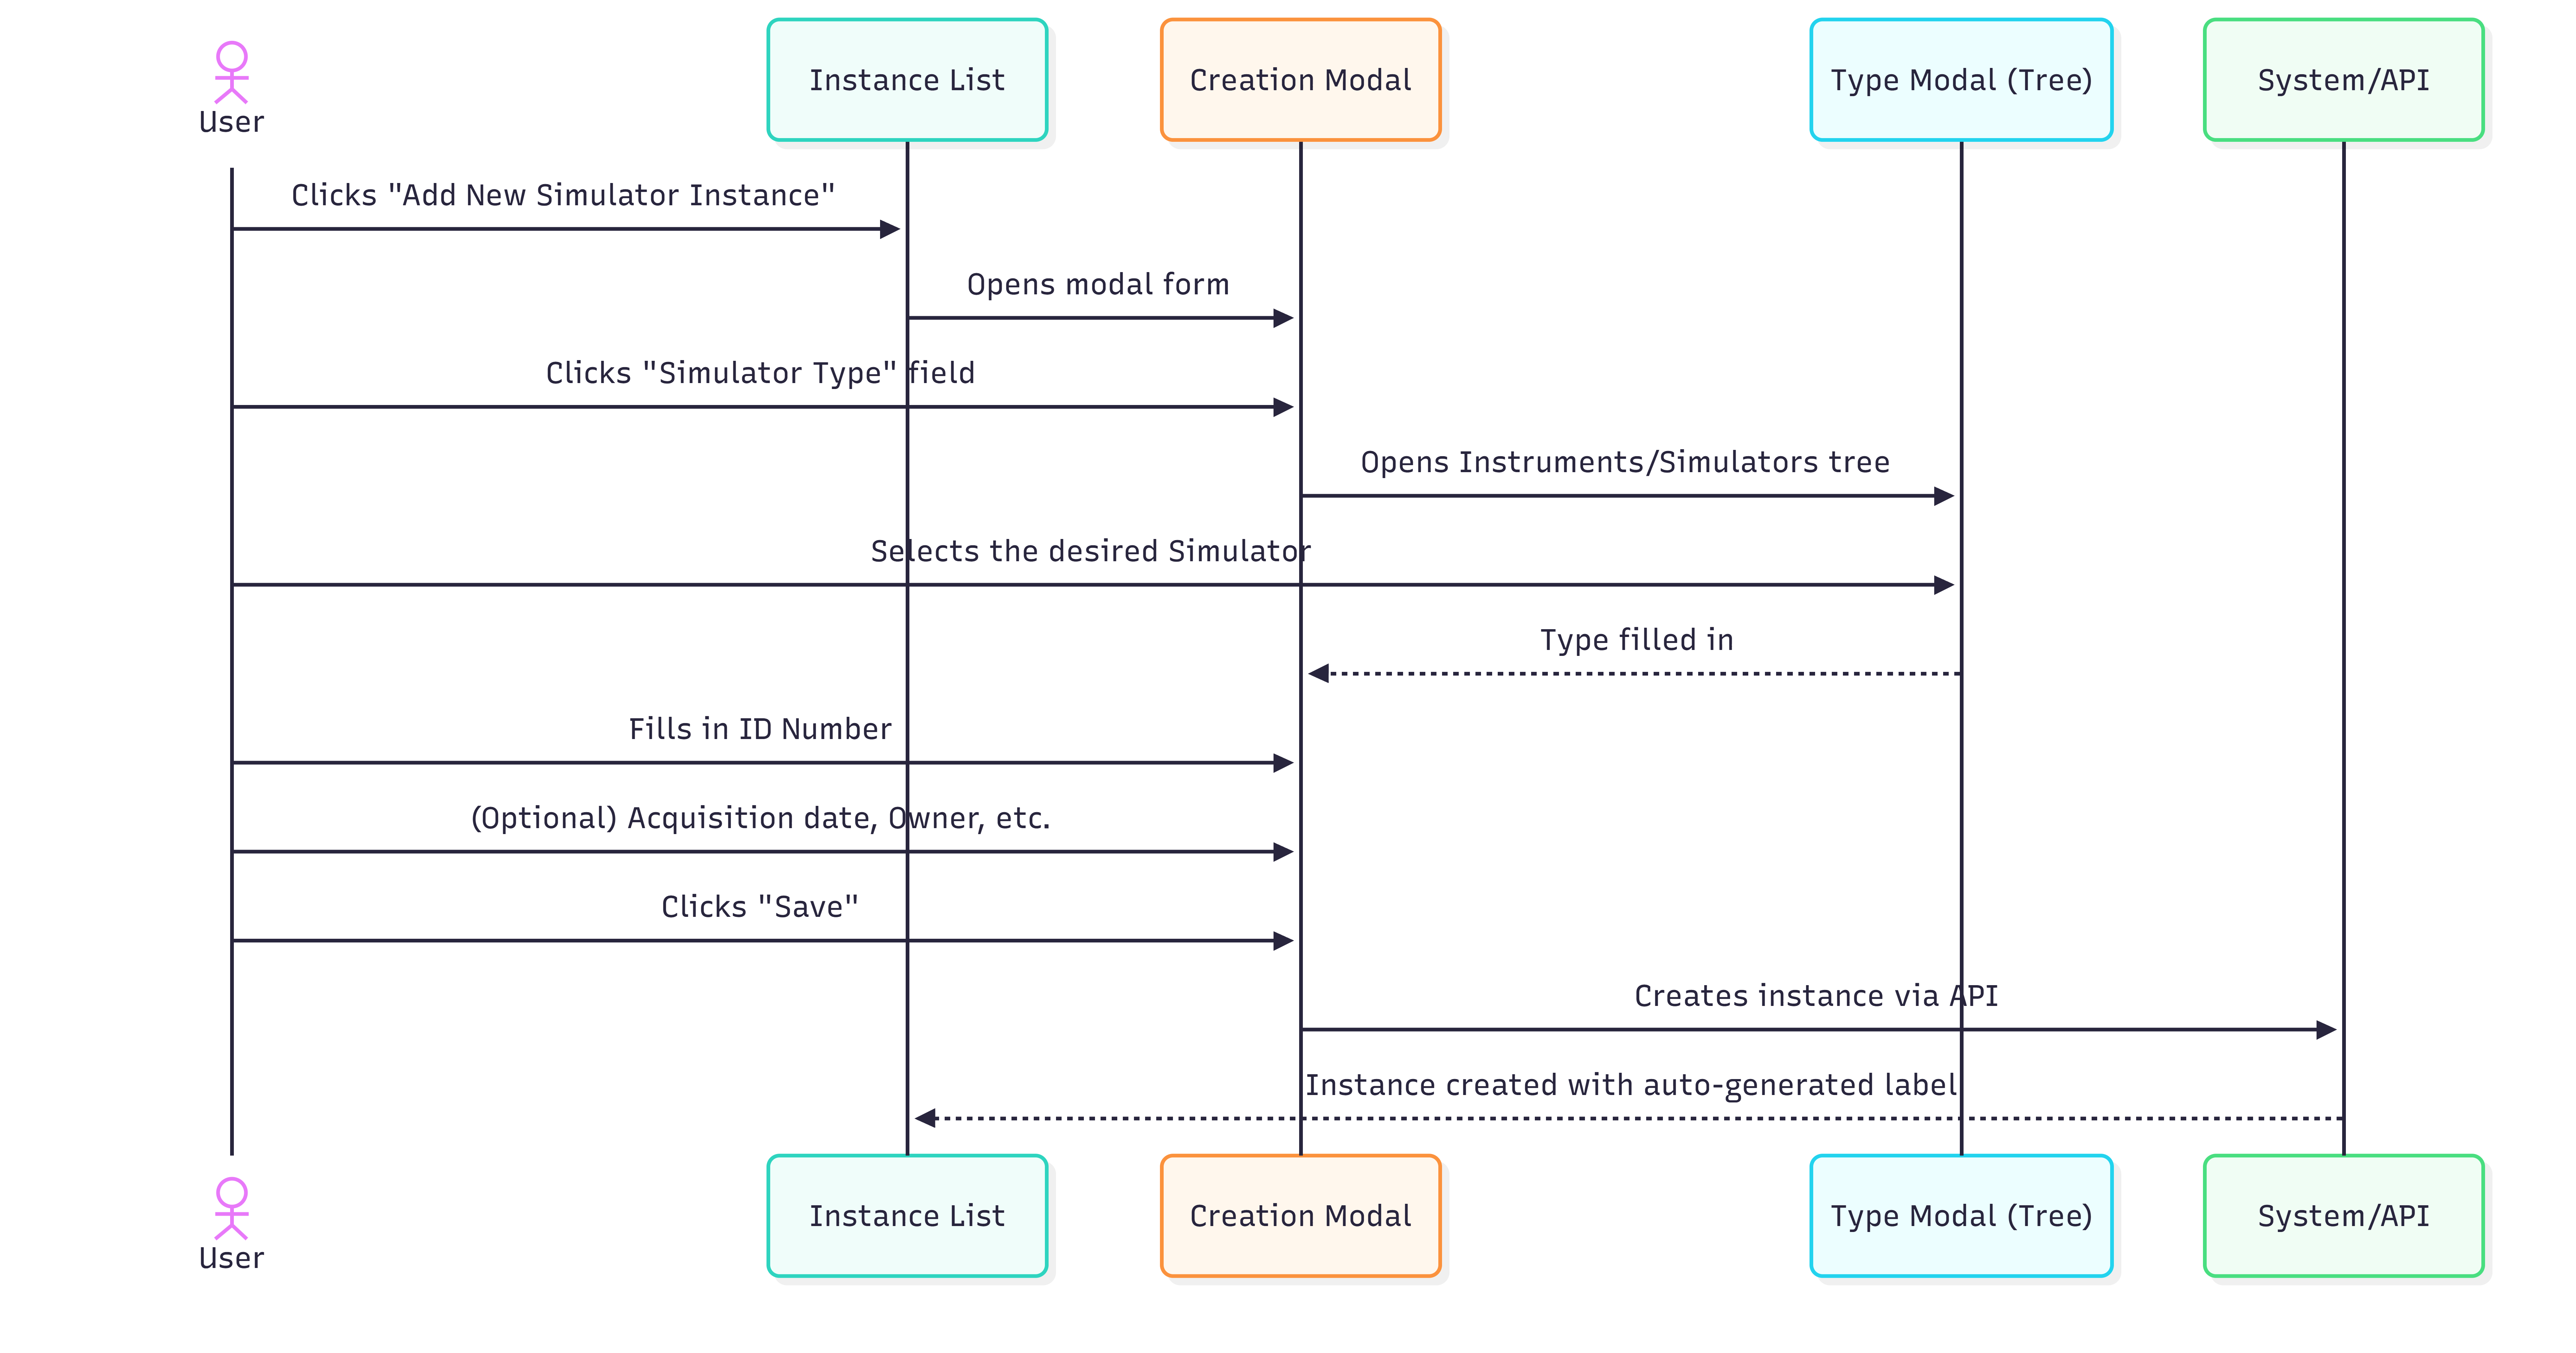 User
Instance List
Creation Modal
Type Modal (Tree)
System/API
Clicks "Add New Simulator Instance"
Opens modal form
Clicks "Simulator Type" field
Opens Instruments/Simulators tree
Selects the desired Simulator
Type filled in
Fills in ID Number
(Optional) Acquisition date, Owner, etc.
Clicks "Save"
Creates instance via API
Instance created with auto-generated label
User
Instance List
Creation Modal
Type Modal (Tree)
System/API